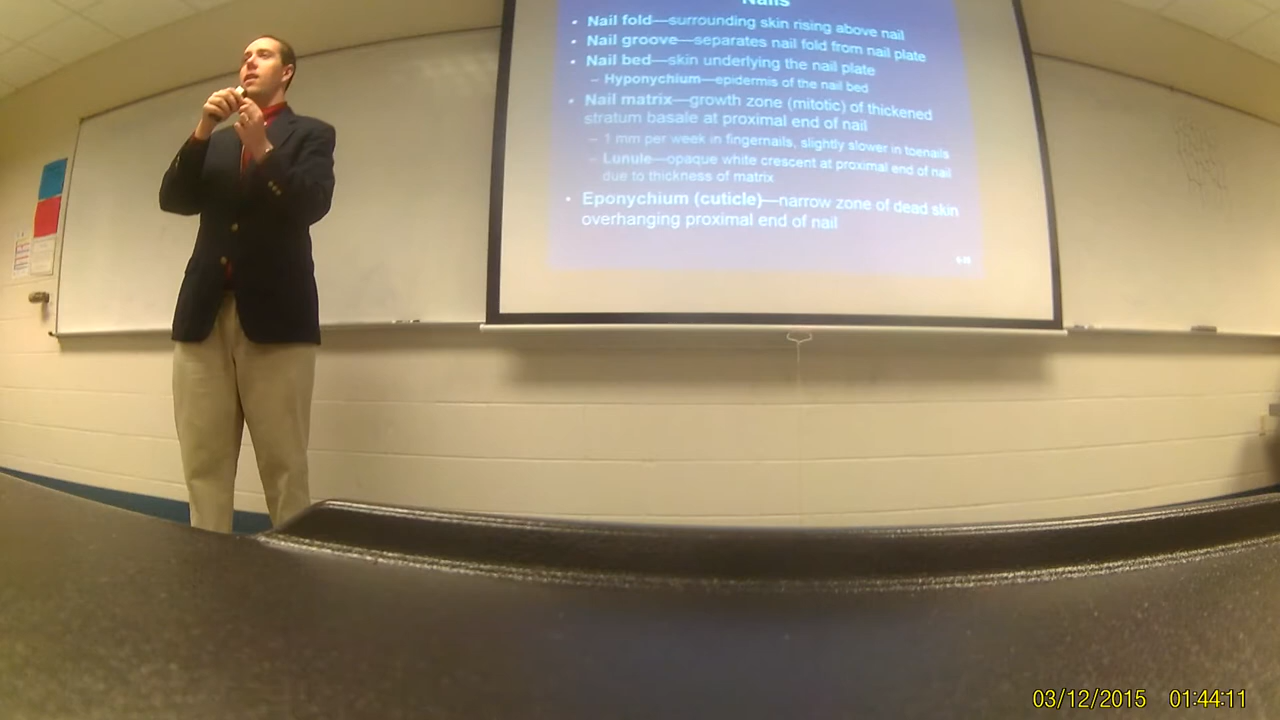 Nails
• Nail fold—surrounding skin rising above nail
• Nail groove—separates nail fold from nail plate
• Nail bed—skin underlying the nail plate
– Hyponychium—epidermis of the nail bed
• Nail matrix—growth zone (mitotic) of thickened
stratum basale at proximal end of nail
– 1 mm per week in fingernails, slightly slower in toenails
– Lunule—opaque white crescent at proximal end of nail
due to thickness of matrix
• Eponychium (cuticle)—narrow zone of dead skin
overhanging proximal end of nail
03/12/2015 01:44:11